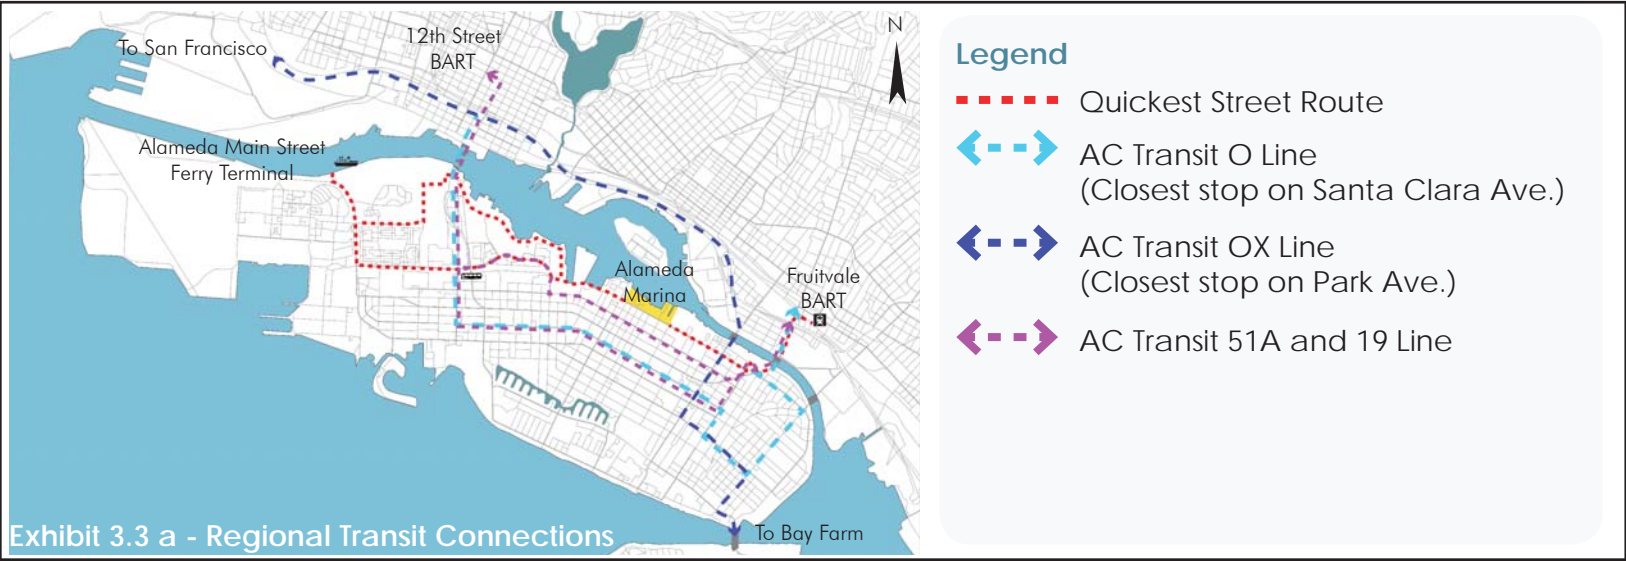 To San Francisco
12th Street
BART
N
Alameda Main Street
Ferry Terminal
Alameda
Marina
Fruitvale
BART
To Bay Farm
Exhibit 3.3 a - Regional Transit Connections
Legend
Quickest Street Route
AC Transit O Line
(Closest stop on Santa Clara Ave.)
AC Transit OX Line
(Closest stop on Park Ave.)
AC Transit 51A and 19 Line